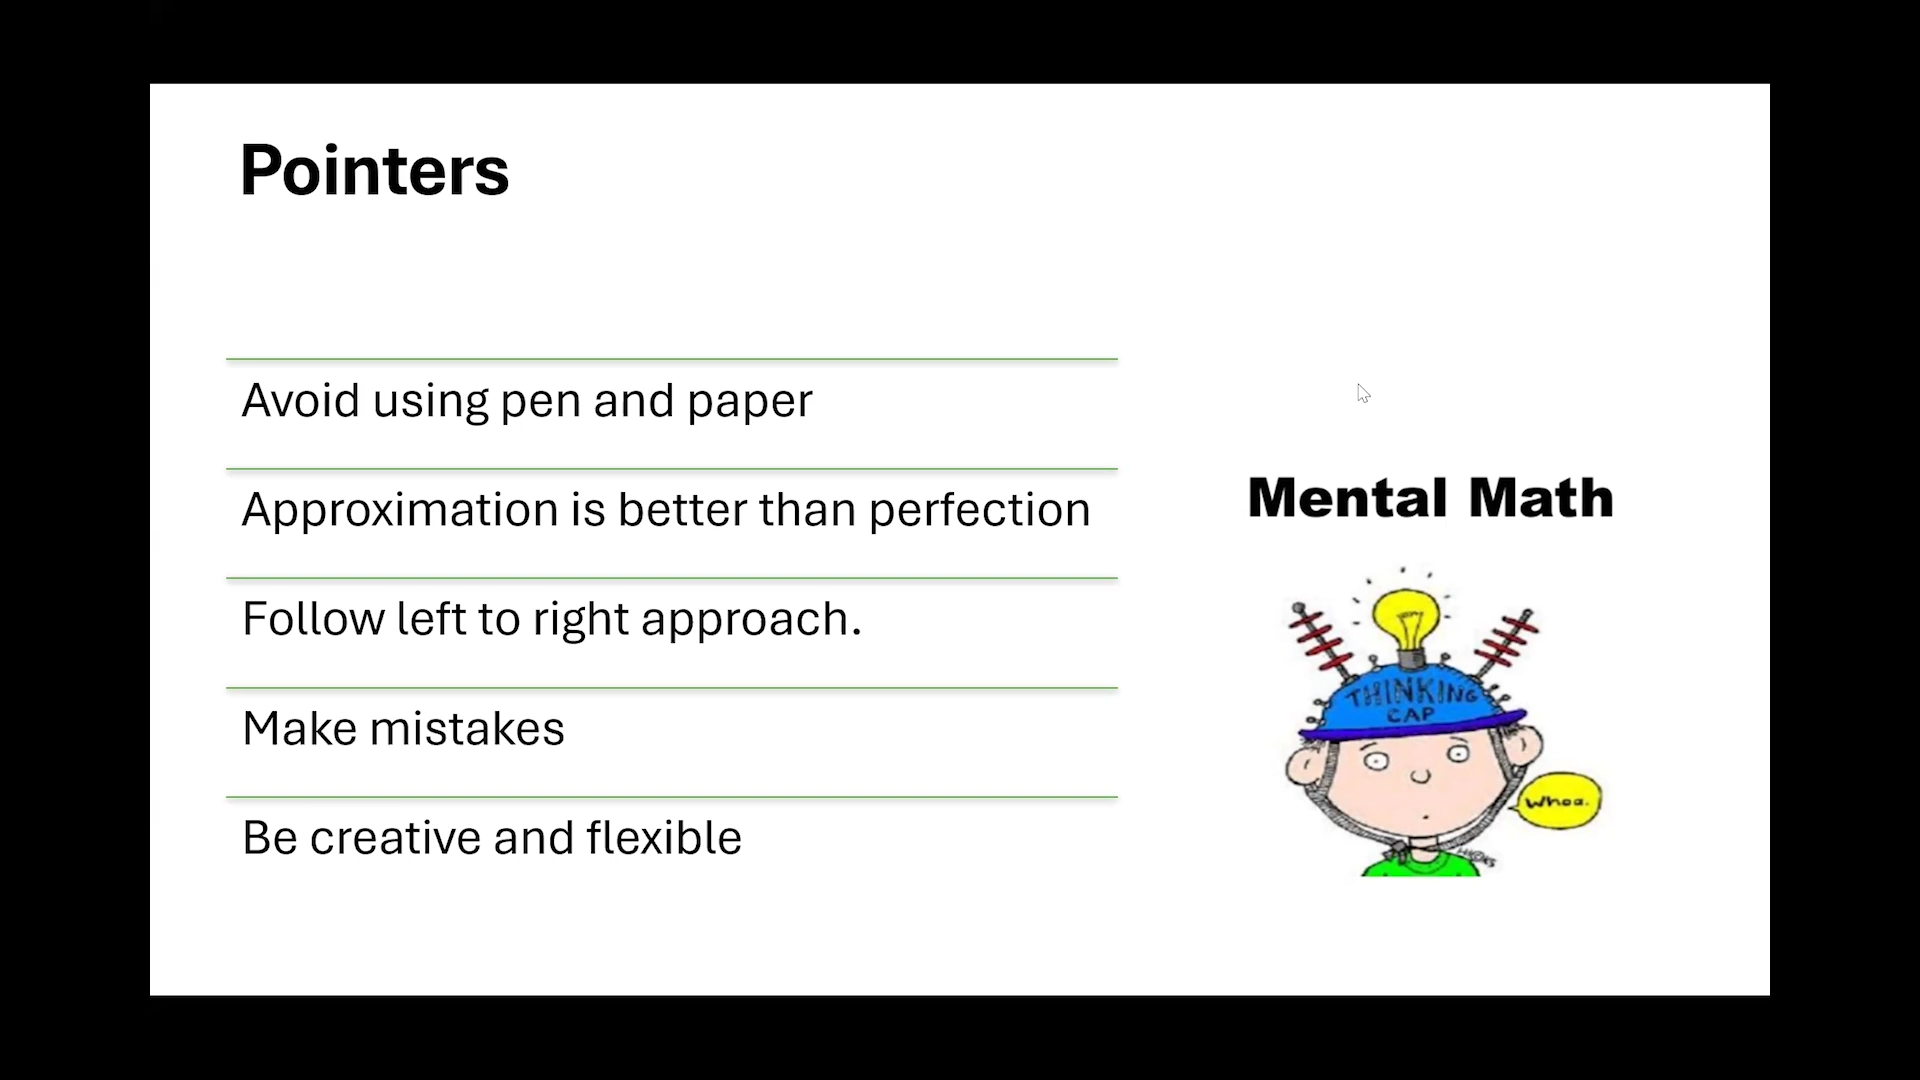 Pointers
Avoid using pen and paper
Approximation is better than perfection
Follow left to right approach.
Make mistakes
Be creative and flexible
Mental Math
THINKING
CAP
Whoa.